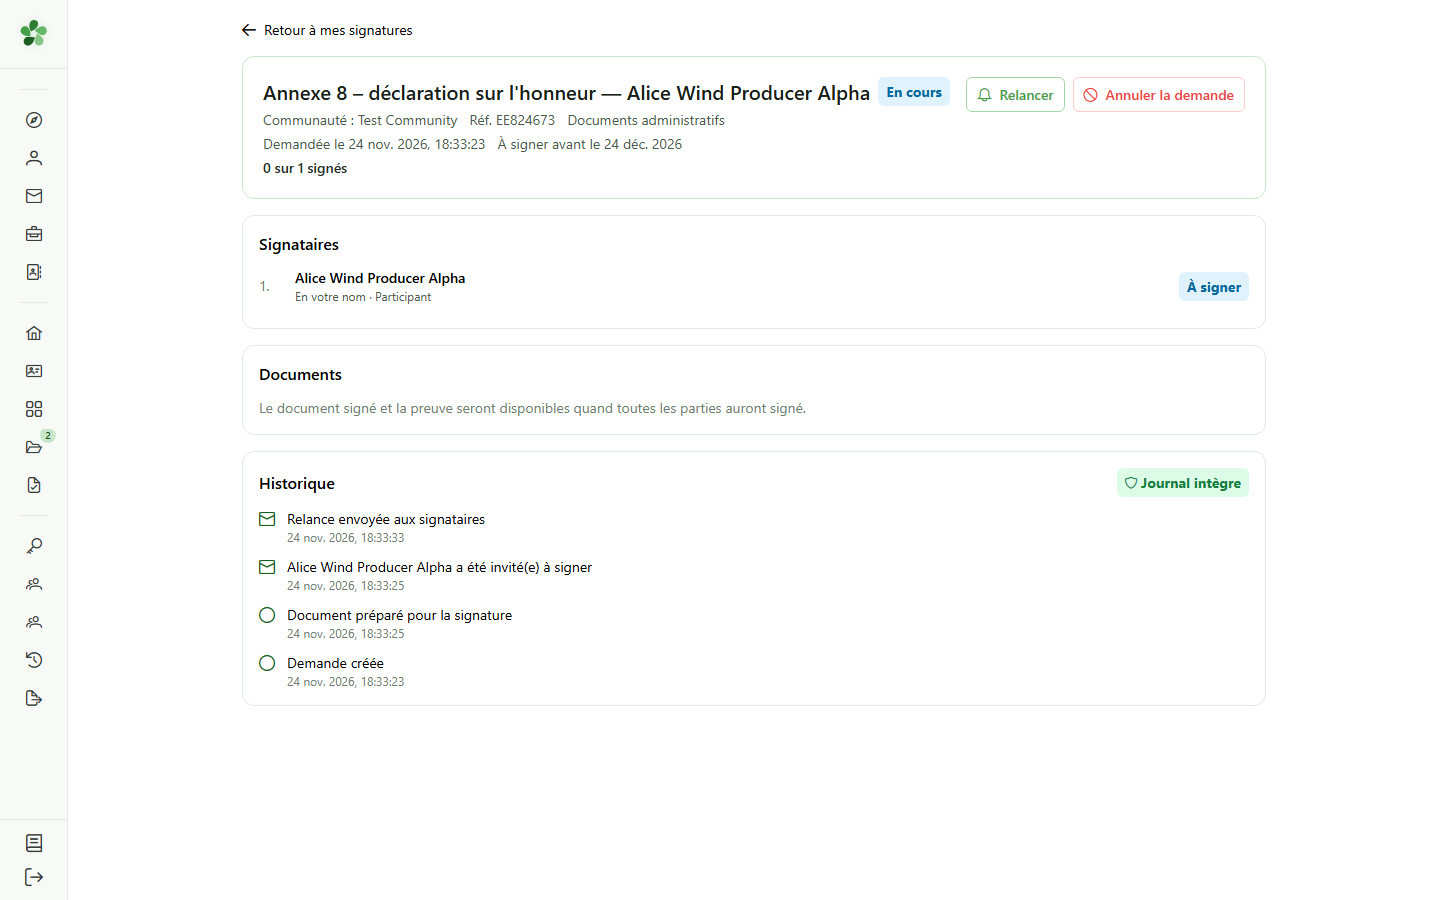 Retour à mes signatures
Annexe 8 – déclaration sur l'honneur — Alice Wind Producer Alpha En cours Relancer Annuler la demande
Communauté : Test Community Réf. EE824673 Documents administratifs
Demandée le 24 nov. 2026, 18:33:23 À signer avant le 24 déc. 2026
0 sur 1 signés
Signataires
1. Alice Wind Producer Alpha
En votre nom · Participant
À signer
Documents
Le document signé et la preuve seront disponibles quand toutes les parties auront signé.
Historique Journal intègre
Relance envoyée aux signataires
24 nov. 2026, 18:33:33
Alice Wind Producer Alpha a été invité(e) à signer
24 nov. 2026, 18:33:25
Document préparé pour la signature
24 nov. 2026, 18:33:25
Demande créée
24 nov. 2026, 18:33:23
2